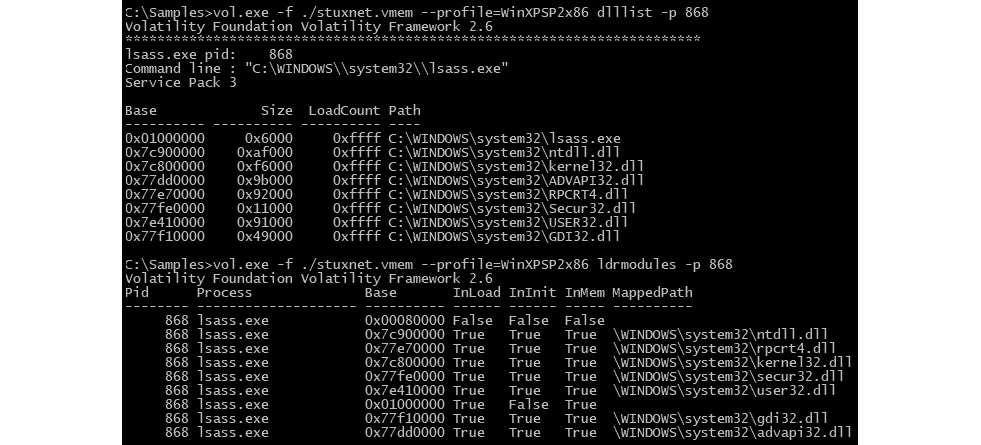 C:\Samples>vol.exe -f ./stuxnet.vmem --profile=WinXPSP2x86 dlllist -p 868
Volatility Foundation Volatility Framework 2.6
************************************************************************
lsass.exe pid:    868
Command line : "C:\WINDOWS\\system32\\lsass.exe"
Service Pack 3

Base             Size  LoadCount Path
---------- ---------- ---------- ----
0x01000000     0x6000     0xffff C:\WINDOWS\system32\lsass.exe
0x7c900000    0xaf000     0xffff C:\WINDOWS\system32\ntdll.dll
0x7c800000    0xf6000     0xffff C:\WINDOWS\system32\kernel32.dll
0x77dd0000    0x9b000     0xffff C:\WINDOWS\system32\ADVAPI32.dll
0x77e70000    0x92000     0xffff C:\WINDOWS\system32\RPCRT4.dll
0x77fe0000    0x11000     0xffff C:\WINDOWS\system32\Secur32.dll
0x7e410000    0x91000     0xffff C:\WINDOWS\system32\USER32.dll
0x77f10000    0x49000     0xffff C:\WINDOWS\system32\GDI32.dll

C:\Samples>vol.exe -f ./stuxnet.vmem --profile=WinXPSP2x86 ldrmodules -p 868
Volatility Foundation Volatility Framework 2.6
Pid      Process              Base       InLoad InInit InMem MappedPath
-------- -------------------- ---------- ------ ------ ----- ----------
     868 lsass.exe            0x00080000 False  False  False
     868 lsass.exe            0x7c900000 True   True   True  \WINDOWS\system32\ntdll.dll
     868 lsass.exe            0x77e70000 True   True   True  \WINDOWS\system32\rpcrt4.dll
     868 lsass.exe            0x7c800000 True   True   True  \WINDOWS\system32\kernel32.dll
     868 lsass.exe            0x77fe0000 True   True   True  \WINDOWS\system32\secur32.dll
     868 lsass.exe            0x7e410000 True   True   True  \WINDOWS\system32\user32.dll
     868 lsass.exe            0x01000000 True   False  True
     868 lsass.exe            0x77f10000 True   True   True  \WINDOWS\system32\gdi32.dll
     868 lsass.exe            0x77dd0000 True   True   True  \WINDOWS\system32\advapi32.dll